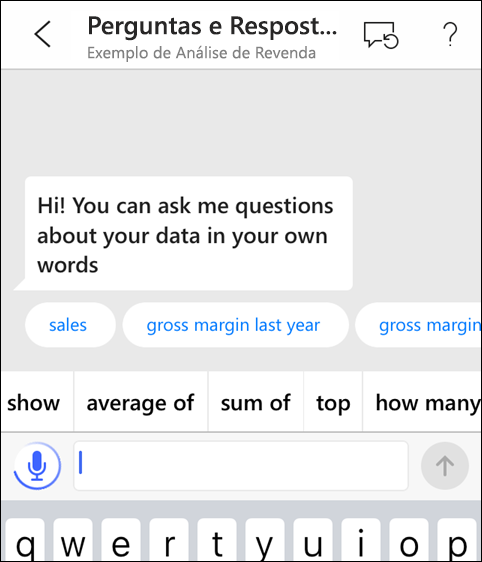 Perguntas e Respost...
Exemplo de Análise de Revenda
?
Hi! You can ask me questions
about your data in your own
words
sales gross margin last year gross margin
show average of sum of top how many
q w e r t y u i o p